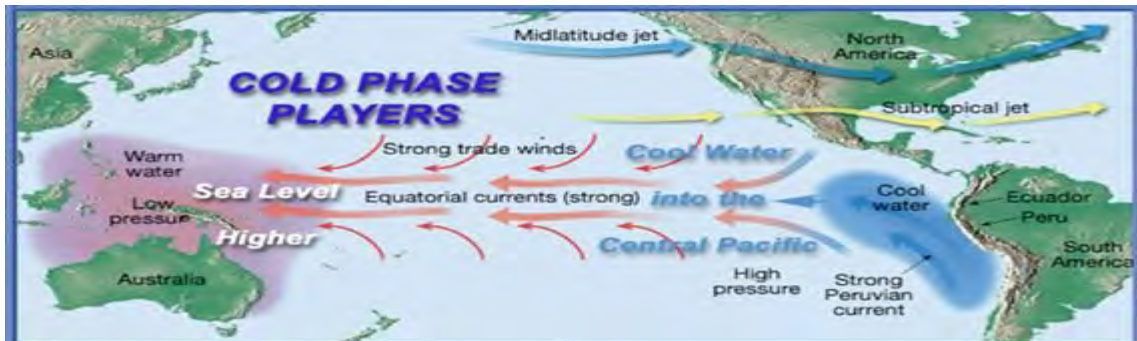 Asia
Midlatitude jet
North
America
COLD PHASE
PLAYERS
Subtropical jet
Strong trade winds
Cool Water
Warm
water
Sea Level
Equatorial currents (strong)
into the
Cool
water
Ecuador
Peru
Low
pressure
Higher
Central Pacific
South
America
Australia
High
pressure
Strong
Peruvian
current